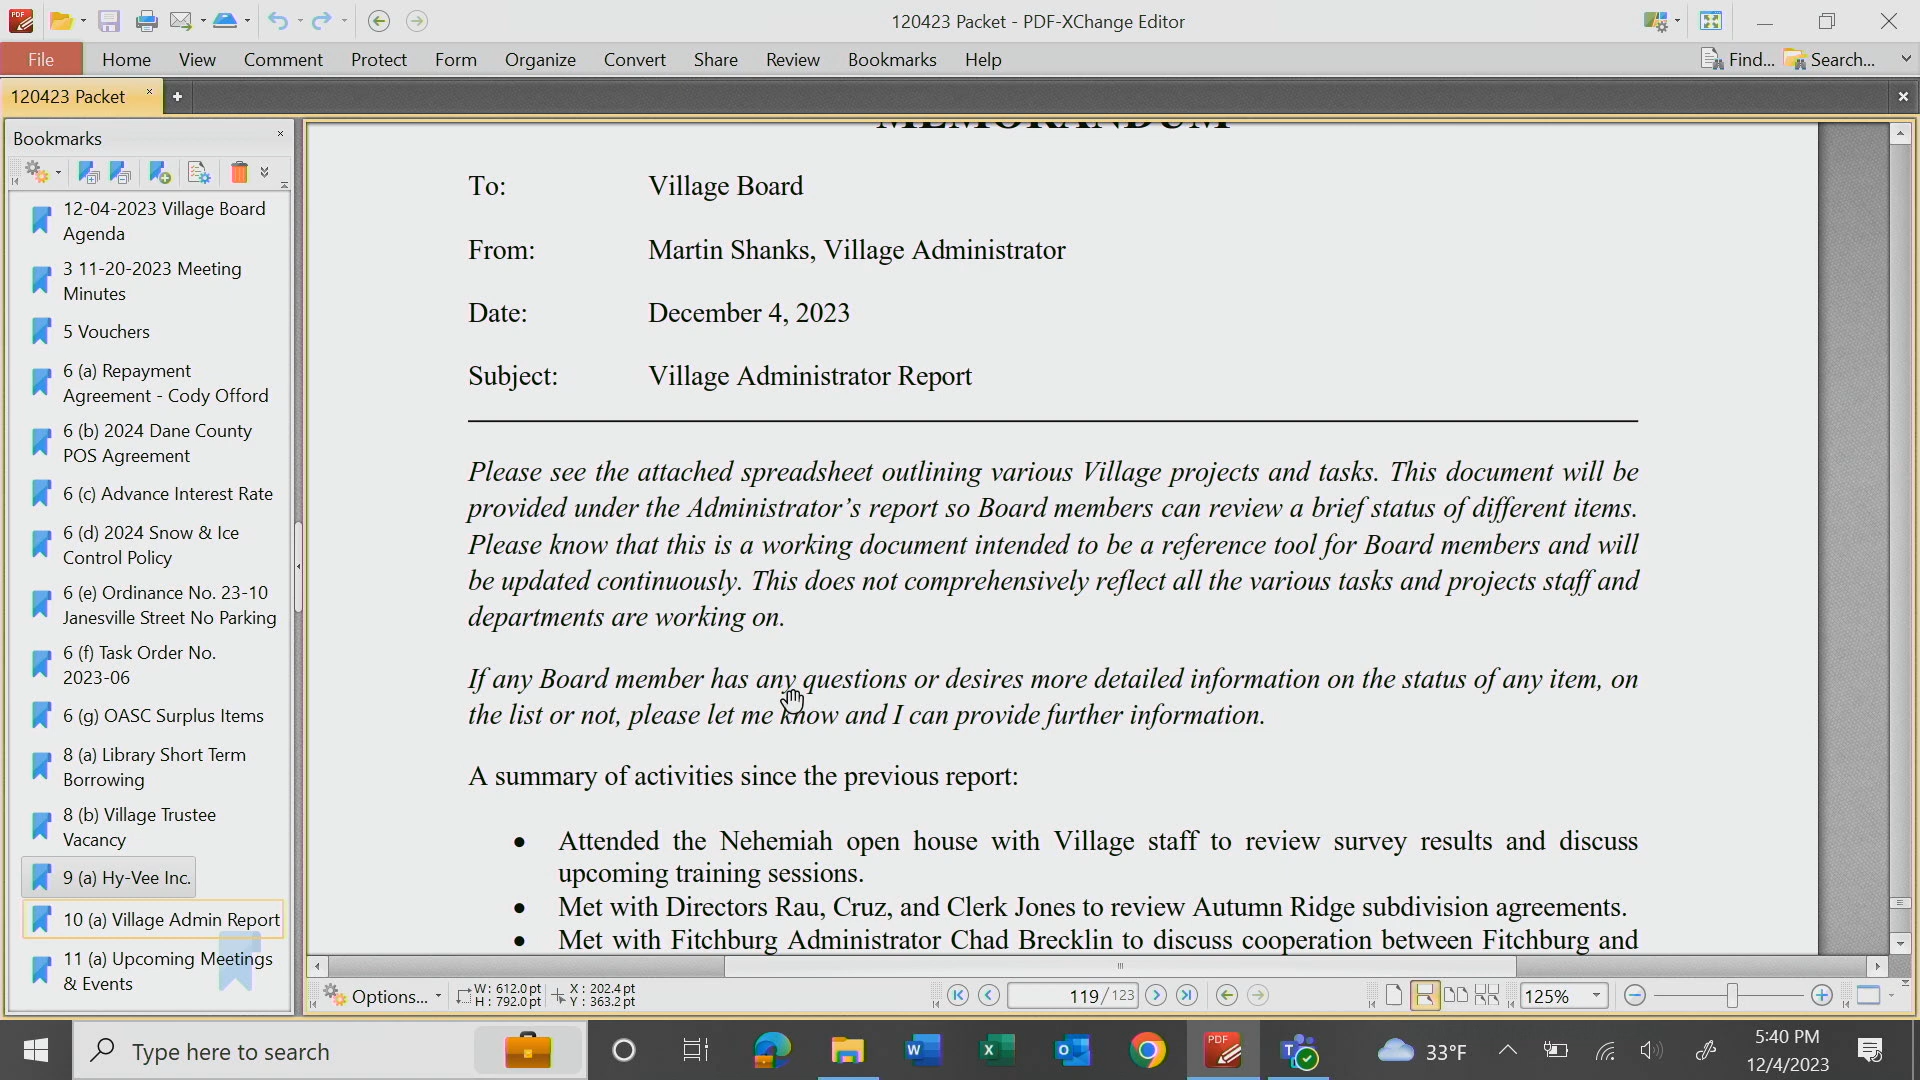 120423 Packet - PDF-XChange Editor
File Home View Comment Protect Form Organize Convert Share Review Bookmarks Help Find... Search...
120423 Packet
Bookmarks
12-04-2023 Village Board
Agenda
3 11-20-2023 Meeting
Minutes
5 Vouchers
6 (a) Repayment
Agreement - Cody Offord
6 (b) 2024 Dane County
POS Agreement
6 (c) Advance Interest Rate
6 (d) 2024 Snow & Ice
Control Policy
6 (e) Ordinance No. 23-10
Janesville Street No Parking
6 (f) Task Order No.
2023-06
6 (g) OASC Surplus Items
8 (a) Library Short Term
Borrowing
8 (b) Village Trustee
Vacancy
9 (a) Hy-Vee Inc.
10 (a) Village Admin Report
11 (a) Upcoming Meetings
& Events
MEMORANDUM
To: Village Board
From: Martin Shanks, Village Administrator
Date: December 4, 2023
Subject: Village Administrator Report
Please see the attached spreadsheet outlining various Village projects and tasks. This document will be
provided under the Administrator's report so Board members can review a brief status of different items.
Please know that this is a working document intended to be a reference tool for Board members and will
be updated continuously. This does not comprehensively reflect all the various tasks and projects staff and
departments are working on.
If any Board member has any questions or desires more detailed information on the status of any item, on
the list or not, please let me know and I can provide further information.
A summary of activities since the previous report:
• Attended the Nehemiah open house with Village staff to review survey results and discuss
upcoming training sessions.
• Met with Directors Rau, Cruz, and Clerk Jones to review Autumn Ridge subdivision agreements.
• Met with Fitchburg Administrator Chad Brecklin to discuss cooperation between Fitchburg and
Options... W: 612.0pt X: 202.4pt 119/123 125%
H: 792.0pt Y: 363.2pt
Type here to search
PDF
33°F
5:40 PM
12/4/2023